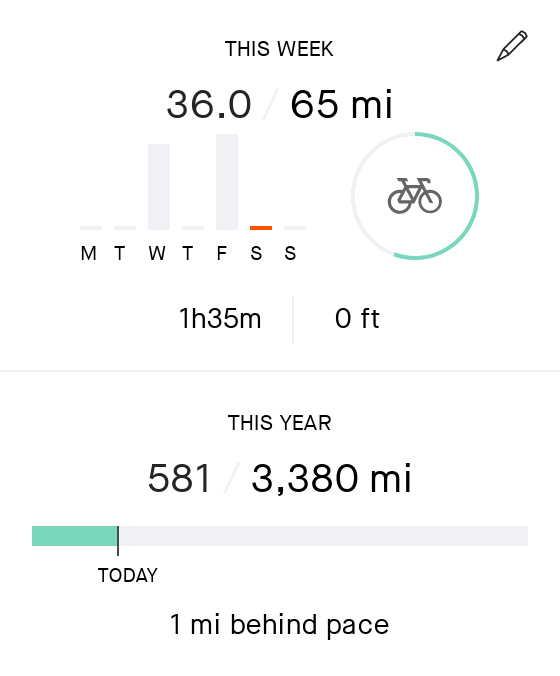 THIS WEEK
36.0 / 65 mi
M T W T F S S
1h35m 0 ft
THIS YEAR
581 / 3,380 mi
TODAY
1 mi behind pace